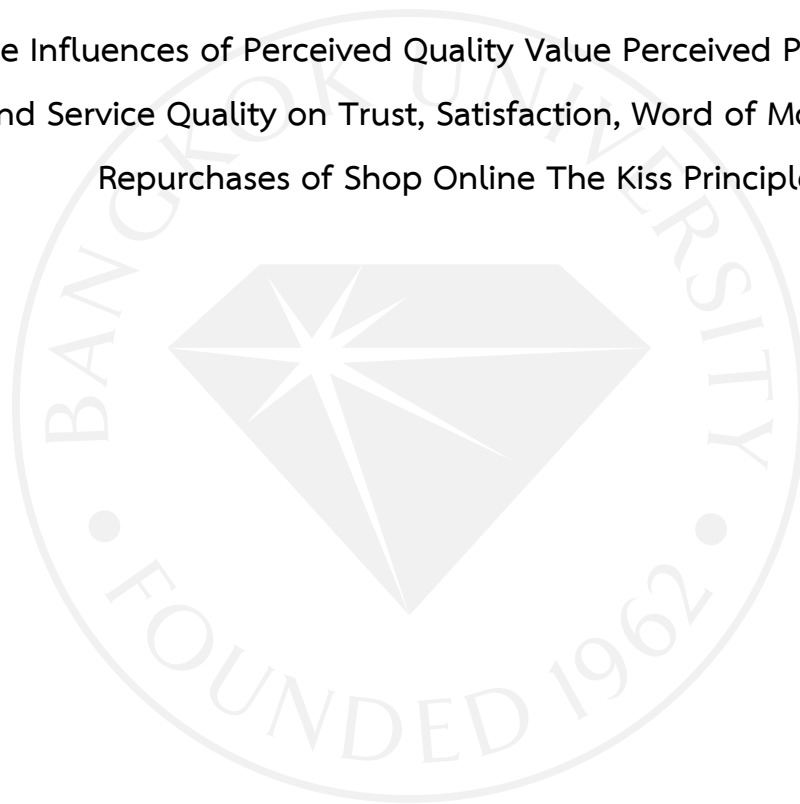 e Influences of Perceived Quality Value Perceived P
nd Service Quality on Trust, Satisfaction, Word of Mo
Repurchases of Shop Online The Kiss Principle
BANGKOK UNIVERSITY
FOUNDED 1962